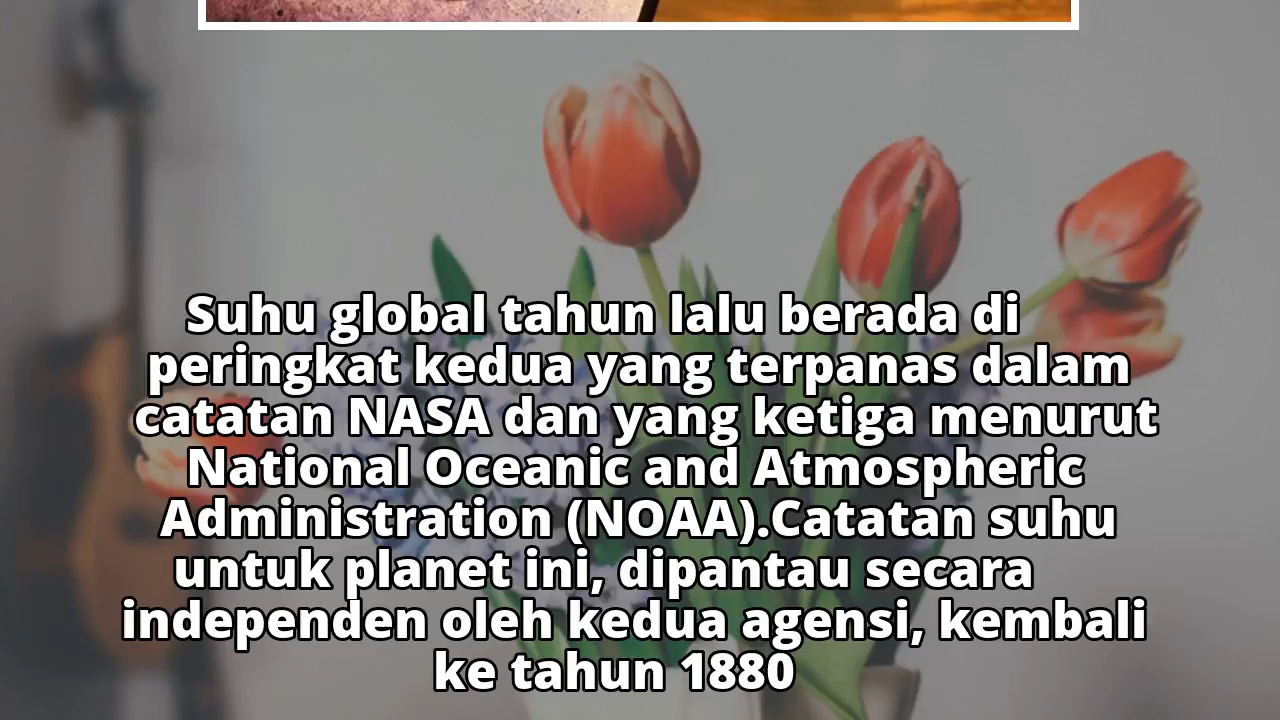 Suhu global tahun lalu berada di
peringkat kedua yang terpanas dalam
catatan NASA dan yang ketiga menurut
National Oceanic and Atmospheric
Administration (NOAA).Catatan suhu
untuk planet ini, dipantau secara
independen oleh kedua agensi, kembali
ke tahun 1880